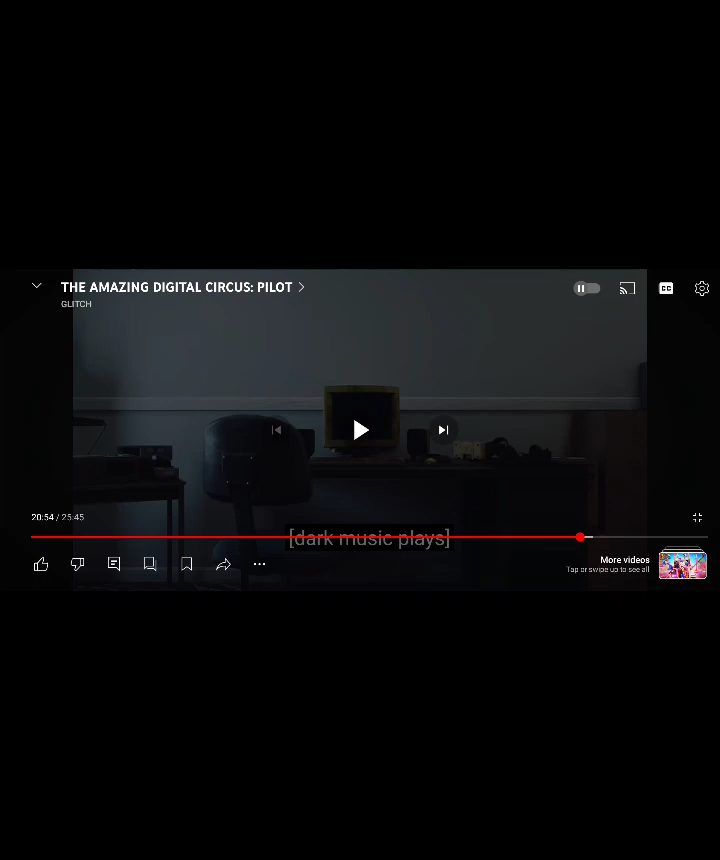 THE AMAZING DIGITAL CIRCUS: PILOT
GLITCH
CC
20:54 / 25:45
[dark music plays]
More videos
Tap or swipe up to see all